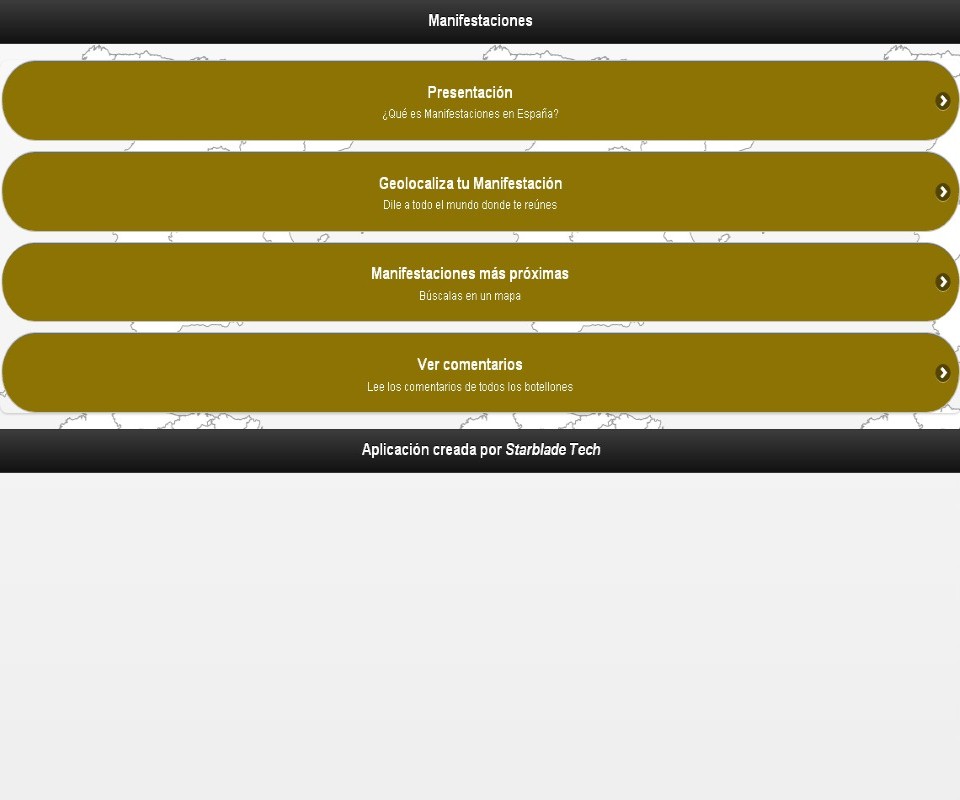 Manifestaciones
Presentación
¿Qué es Manifestaciones en España?
Geolocaliza tu Manifestación
Dile a todo el mundo donde te reúnes
Manifestaciones más próximas
Búscalas en un mapa
Ver comentarios
Lee los comentarios de todos los botellones
Aplicación creada por Starblade Tech